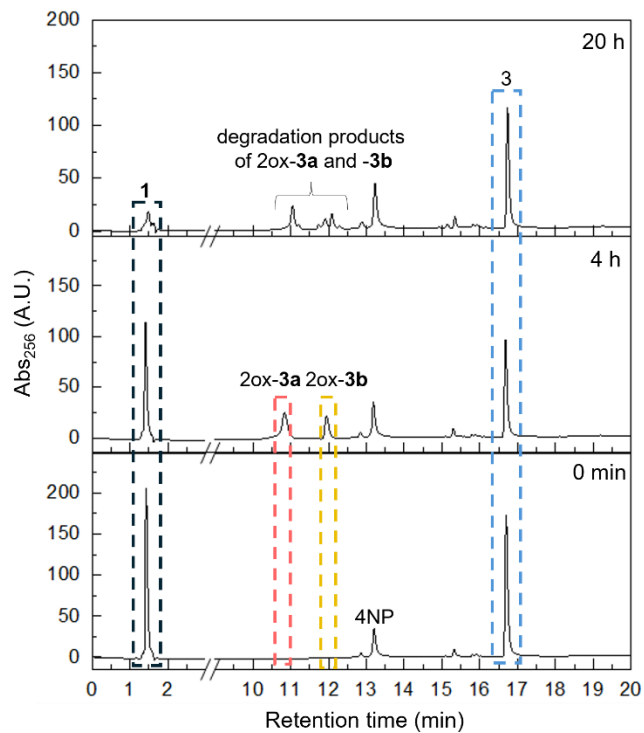 200
20 h
150
3
100
degradation products
of 2ox-3a and -3b
1
50
0
4 h
150
100
2ox-3a 2ox-3b
50
0
Abs256 (A.U.)
0 min
200
150
100
4NP
50
0
0 1 2 10 11 12 13 14 15 16 17 18 19 20
Retention time (min)